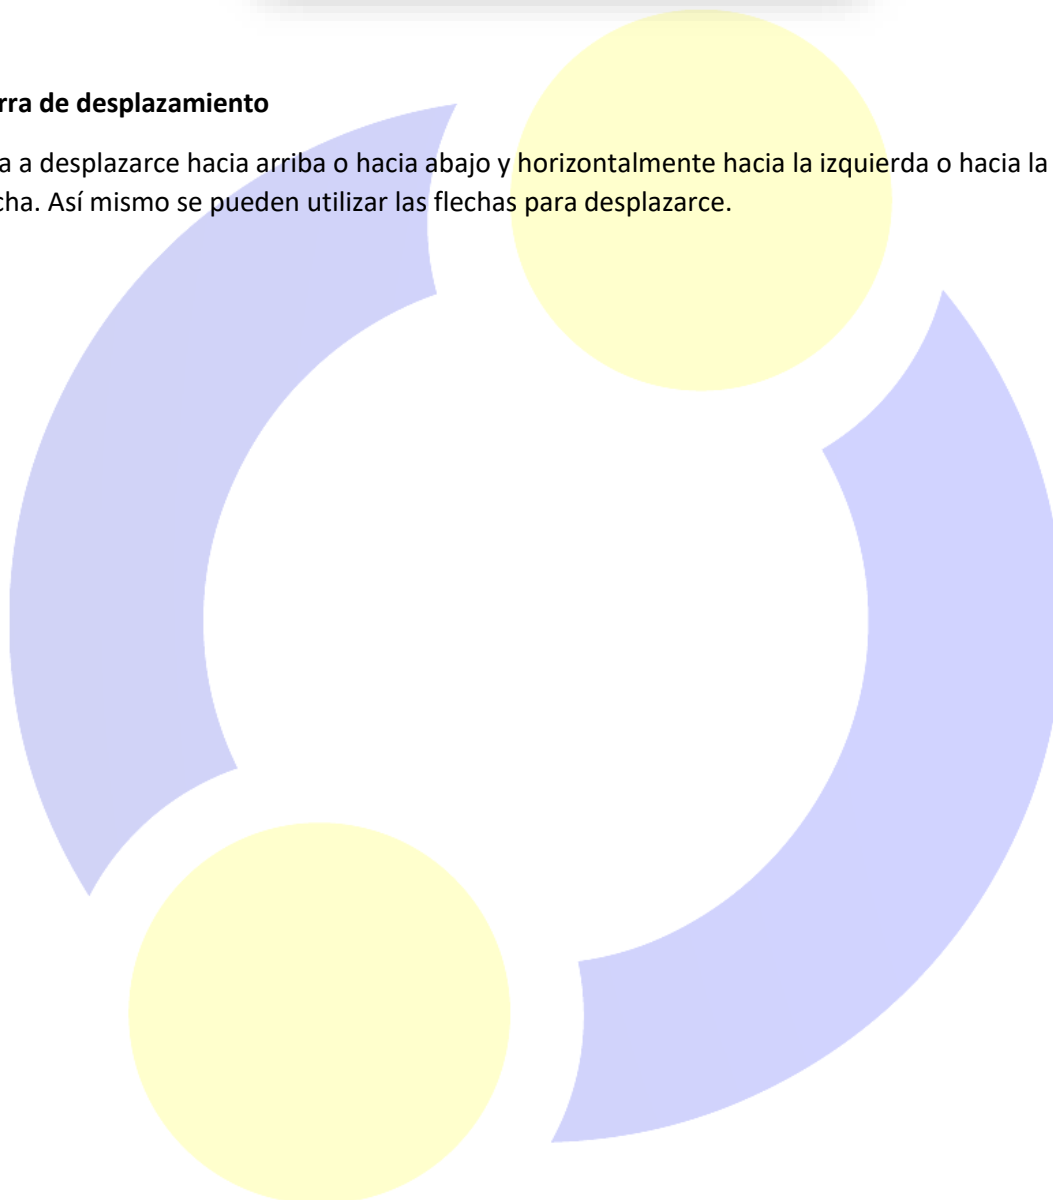 rra de desplazamiento
a a desplazarce hacia arriba o hacia abajo y horizontalmente hacia la izquierda o hacia la
cha. Así mismo se pueden utilizar las flechas para desplazarce.